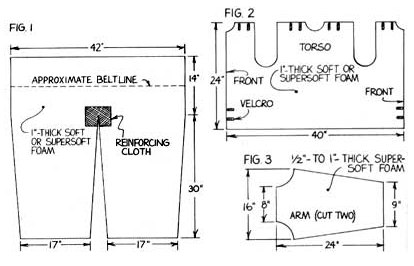 FIG. 1
42"
APPROXIMATE BELTLINE
14"
1"-THICK SOFT
OR SUPERSOFT
FOAM
REINFORCING
CLOTH
30"
17"
17"
FIG. 2
TORSO
24"
1"-THICK SOFT OR
SUPERSOFT FOAM
FRONT
FRONT
VELCRO
40"
FIG. 3
½"- TO 1"- THICK SUPER-
SOFT FOAM
16"
8"
ARM (CUT TWO)
9"
24"